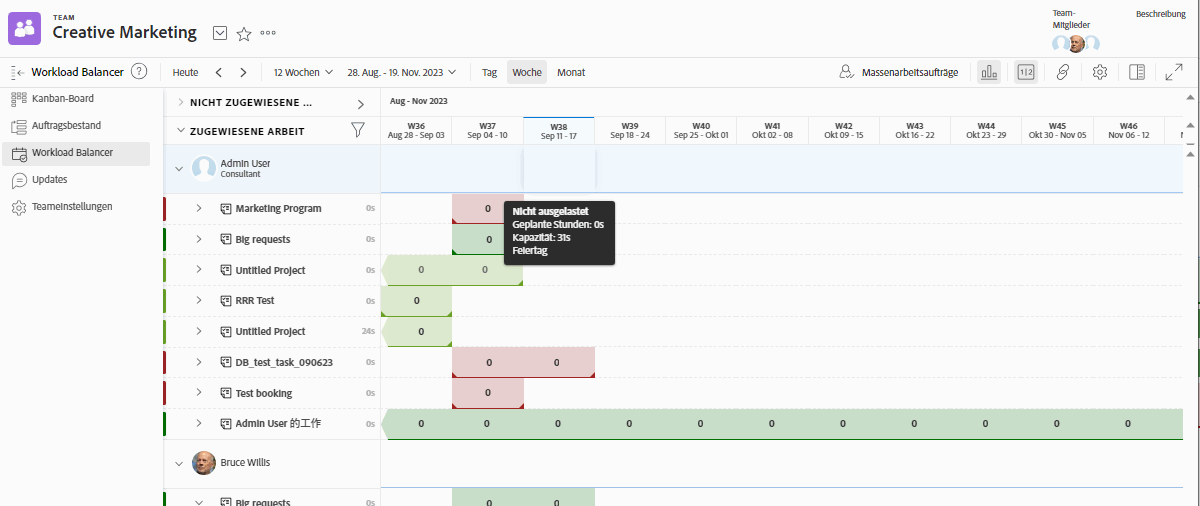 TEAM
Creative Marketing
Team-
Mitglieder
Beschreibung
Workload Balancer
Heute
12 Wochen
28. Aug. - 19. Nov. 2023
Tag
Woche
Monat
Massenarbeitsaufträge
Kanban-Board
Auftragsbestand
Workload Balancer
Updates
Teameinstellungen
NICHT ZUGEWIESENE ...
Aug - Nov 2023
ZUGEWIESENE ARBEIT
W36
Aug 28 - Sep 03
W37
Sep 04 - 10
W38
Sep 11 - 17
W39
Sep 18 - 24
W40
Sep 25 - Okt 01
W41
Okt 02 - 08
W42
Okt 09 - 15
W43
Okt 16 - 22
W44
Okt 23 - 29
W45
Okt 30 - Nov 05
W46
Nov 06 - 12
Admin User
Consultant
Marketing Program 0s 0
Nicht ausgelastet
Geplante Stunden: 0s
Kapazität: 31s
Feiertag
Big requests 0s 0
Untitled Project 0s 0 0
RRR Test 0s 0
Untitled Project 24s 0
DB_test_task_090623 0s 0 0
Test booking 0s 0
Admin User 的工作 0s 0 0 0 0 0 0 0 0 0 0 0
Bruce Willis
Big requests 0s 0 0